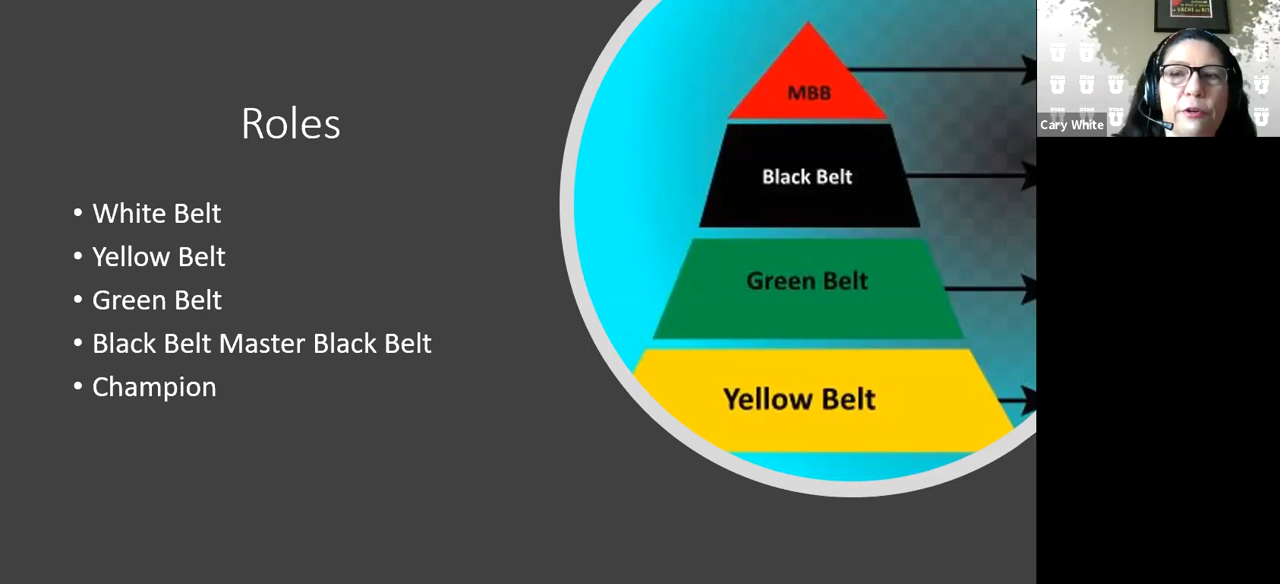 Roles
• White Belt
• Yellow Belt
• Green Belt
• Black Belt Master Black Belt
• Champion
MBB
Black Belt
Green Belt
Yellow Belt
Cary White